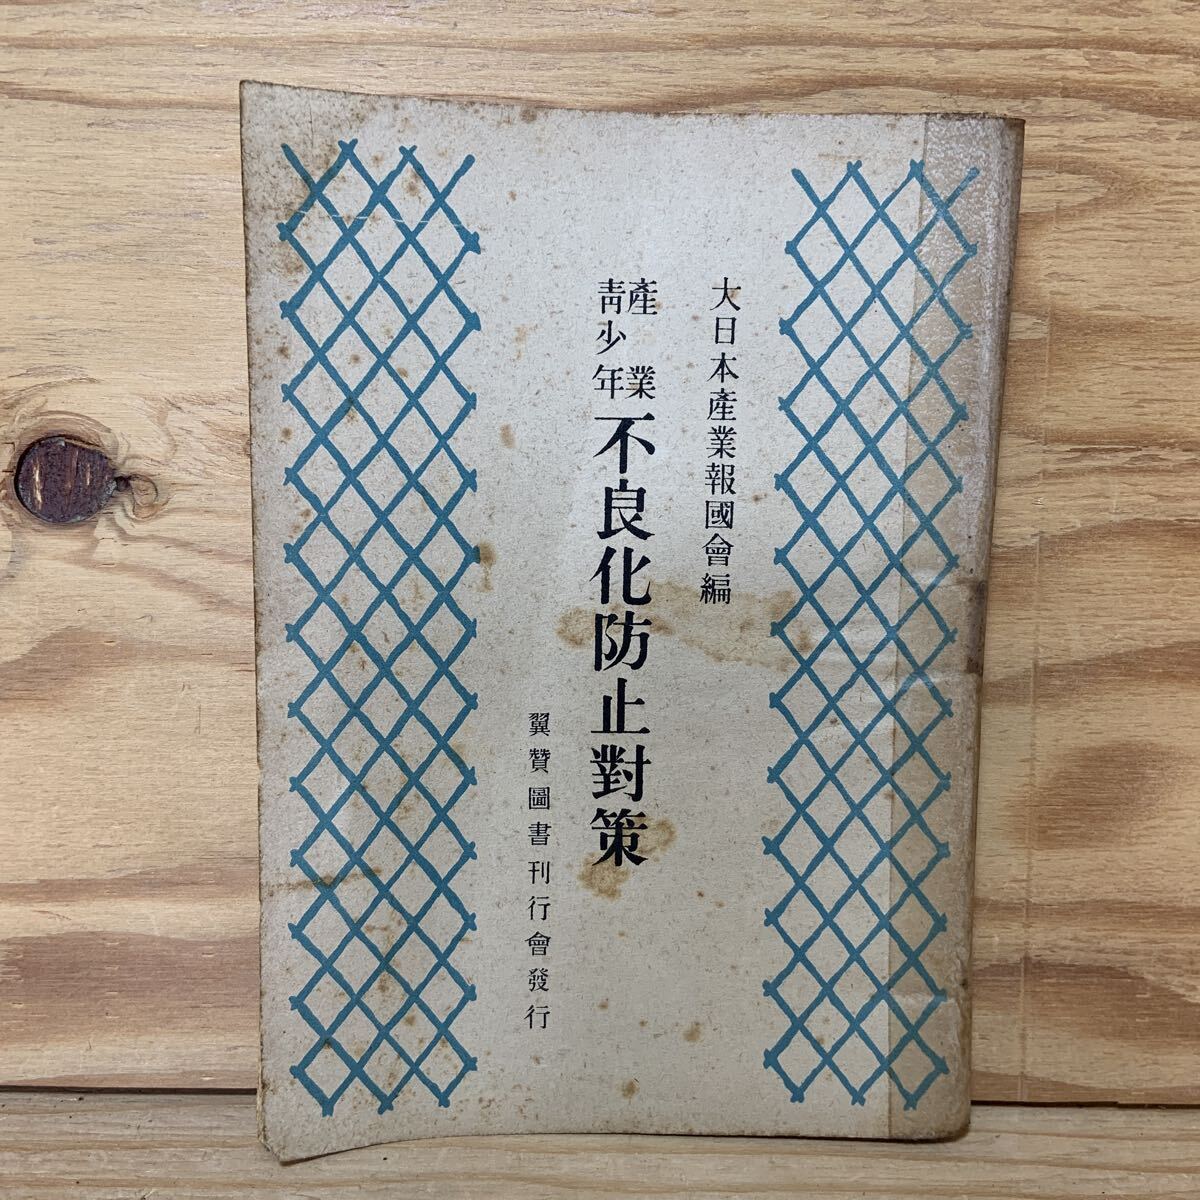 大日本產業報國會編
產業
靑少年
不良化防止對策
翼贊圖書刊行會發行